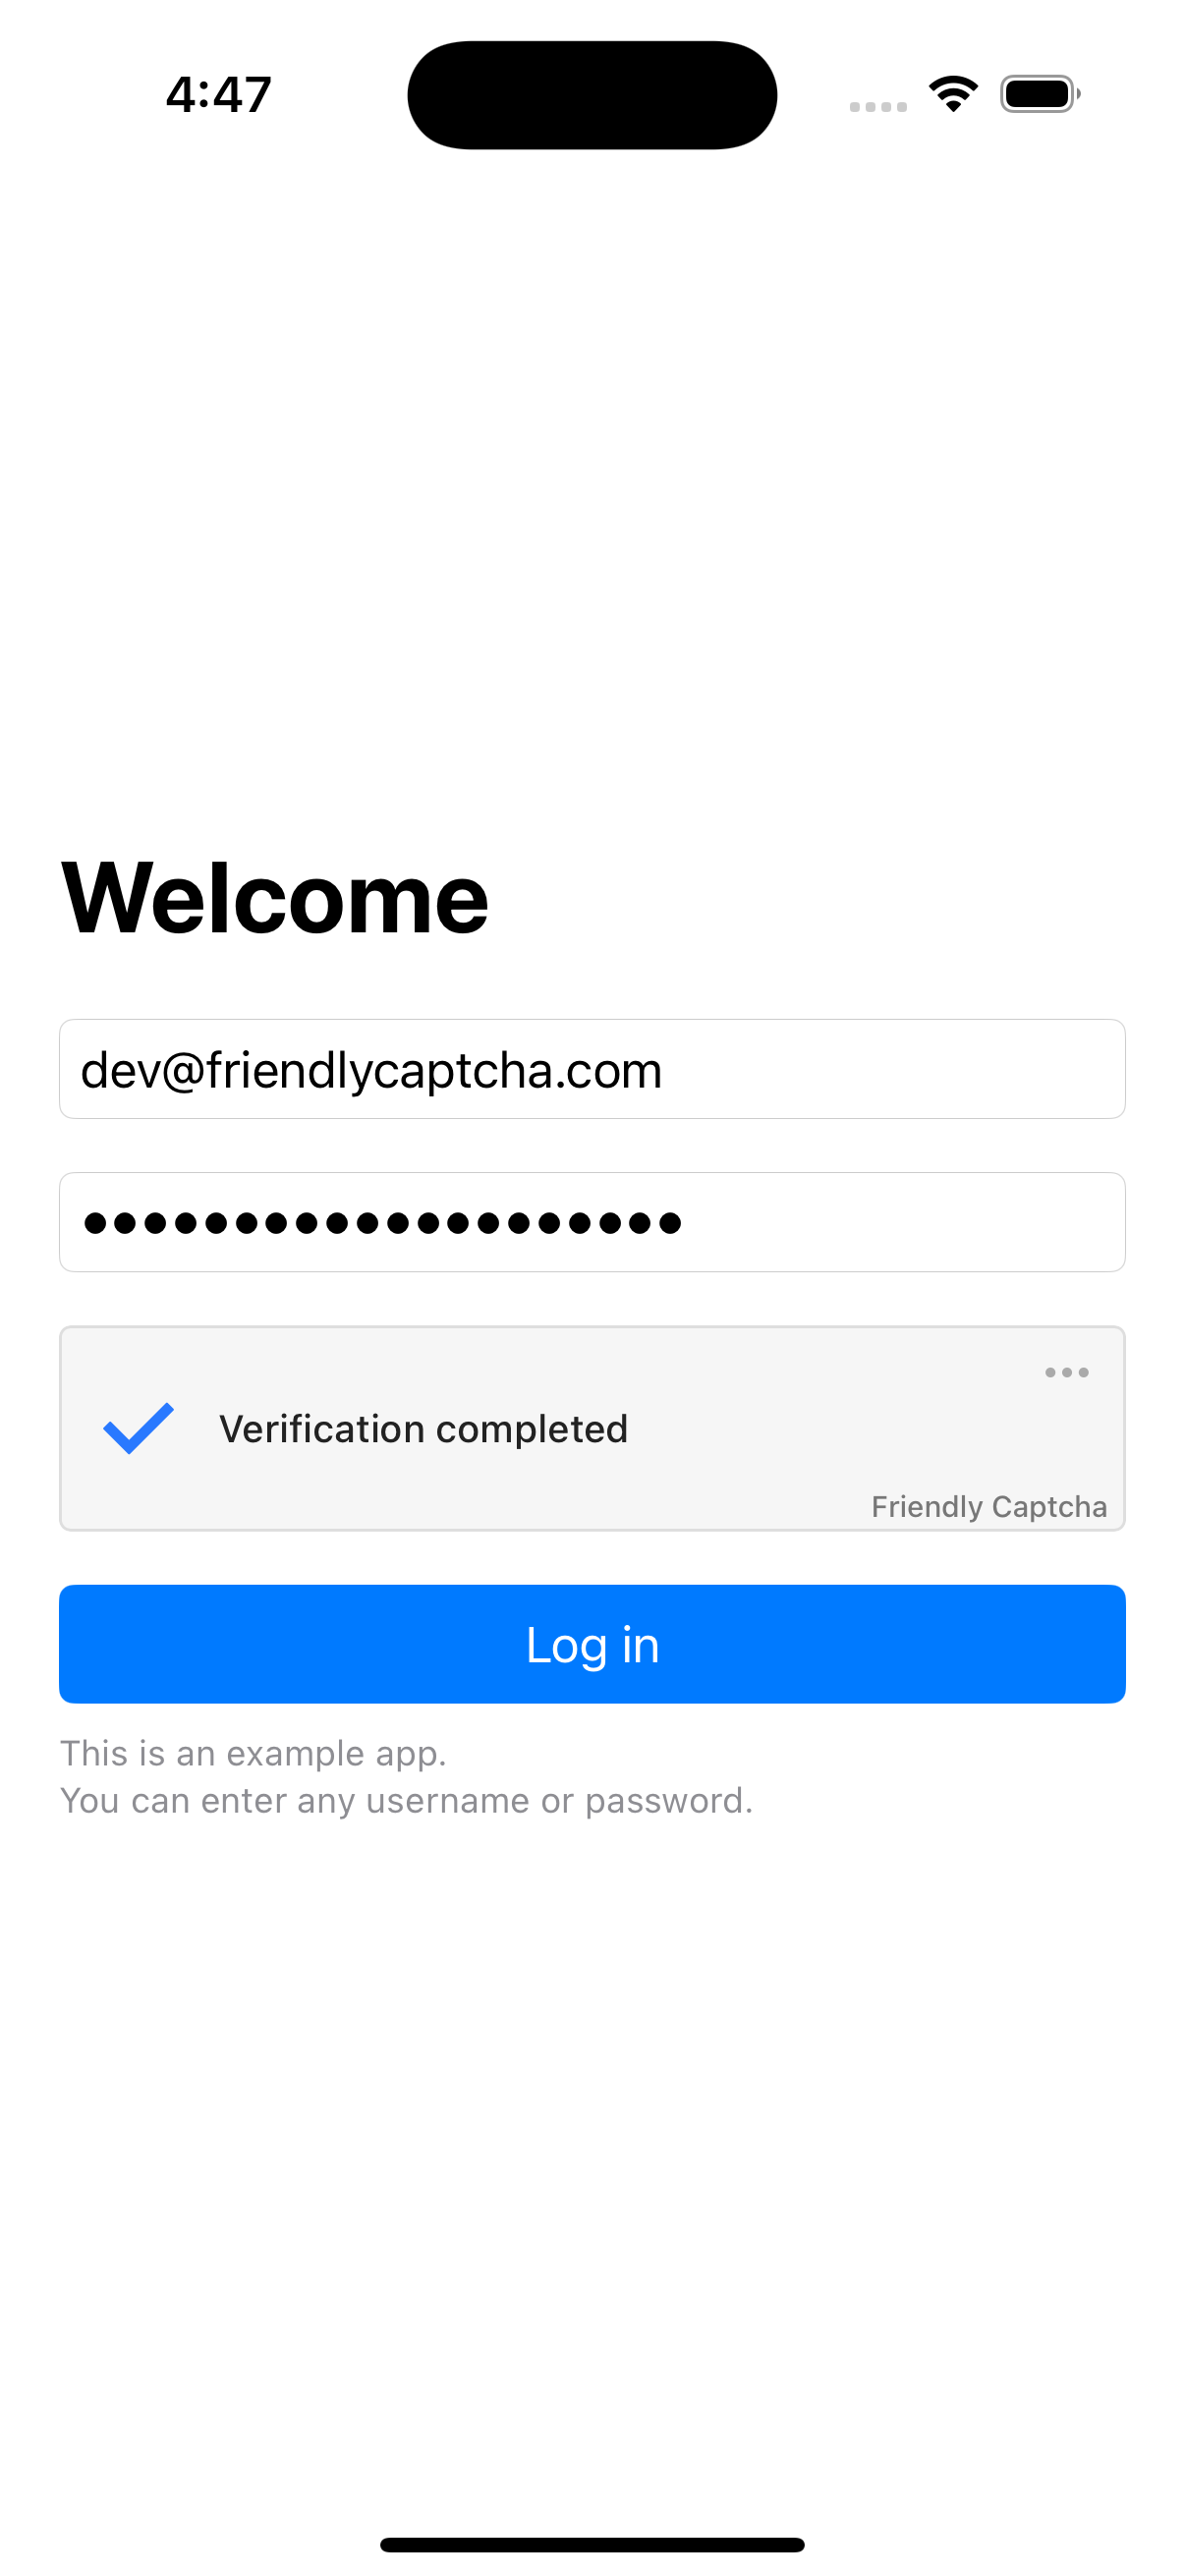 4:47
Welcome
dev@friendlycaptcha.com
••••••••••••••••••••
Verification completed
Friendly Captcha
Log in
This is an example app.
You can enter any username or password.